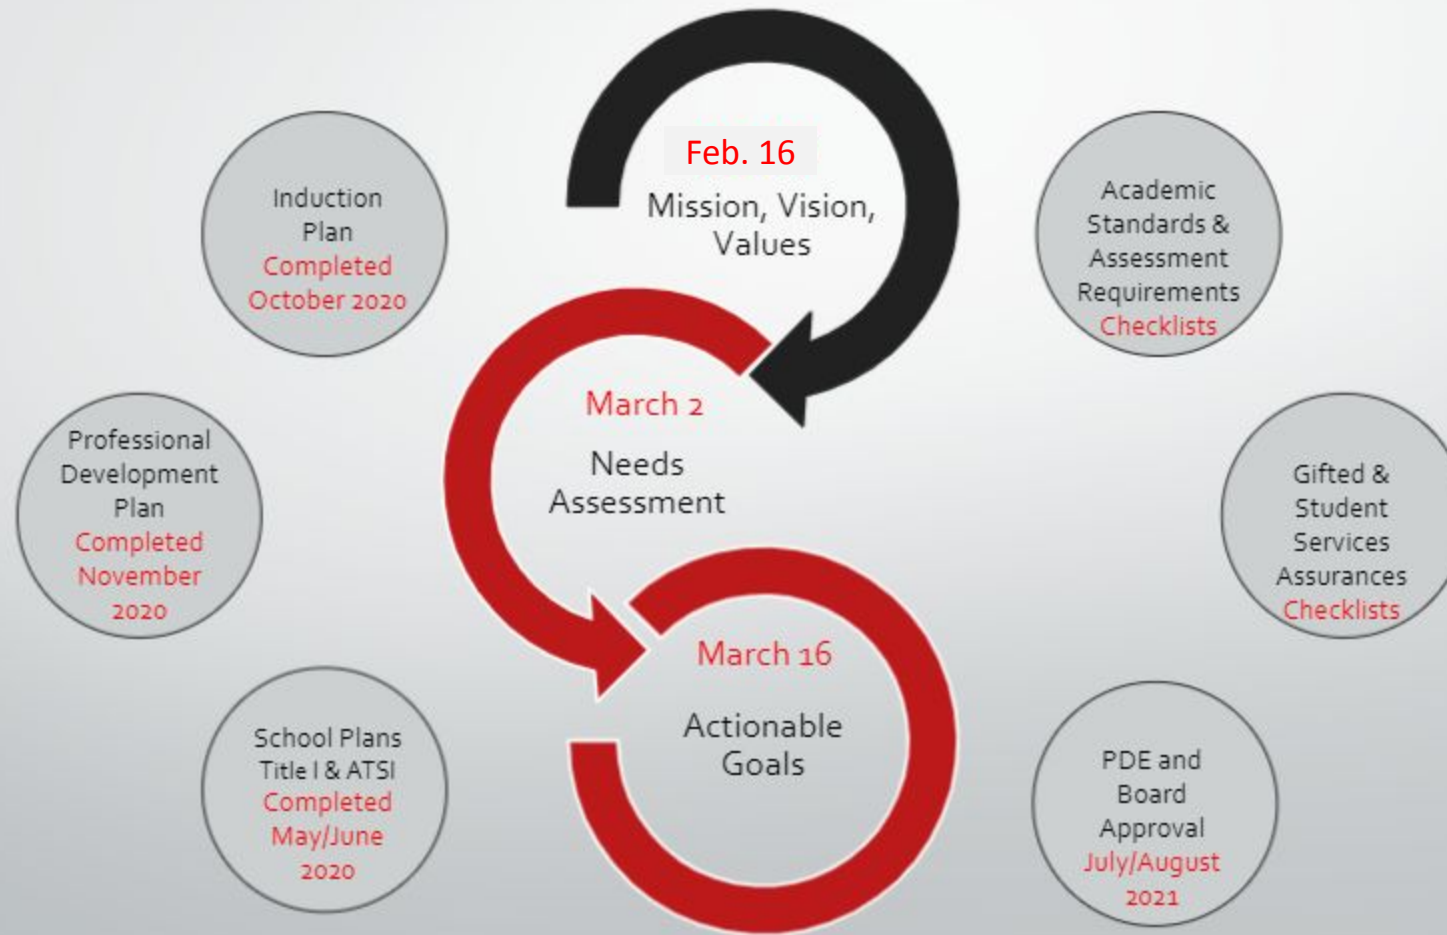 Feb. 16
Mission, Vision,
Values
Induction
Plan
Completed
October 2020
Academic
Standards &
Assessment
Requirements
Checklists
March 2
Needs
Assessment
Professional
Development
Plan
Completed
November
2020
Gifted &
Student
Services
Assurances
Checklists
March 16
Actionable
Goals
School Plans
Title I & ATSI
Completed
May/June
2020
PDE and
Board
Approval
July/August
2021